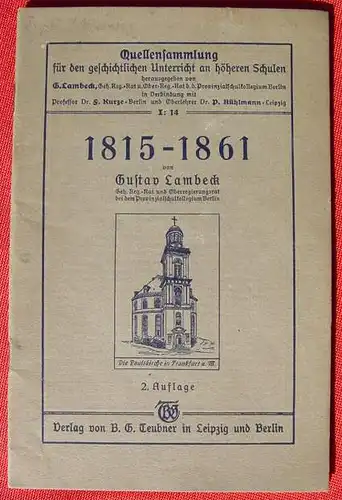 Quellensammlung
für den geschichtlichen Unterricht an höheren Schulen
herausgegeben von
G. Lambeck, Geh. Reg.-Rat u. Ober-Reg.-Rat b. d. Provinzialschulkollegium Berlin
in Verbindung mit
Professor Dr. F. Kurze-Berlin und Oberlehrer Dr. P. Rühlmann-Leipzig
I: 14
1815-1861
von
Gustav Lambeck
Geh. Reg.-Rat und Oberregierungsrat
bei dem Provinzialschulkollegium Berlin
Die Paulskirche in Frankfurt a. M.
2. Auflage
BGT
Verlag von B. G. Teubner in Leipzig und Berlin